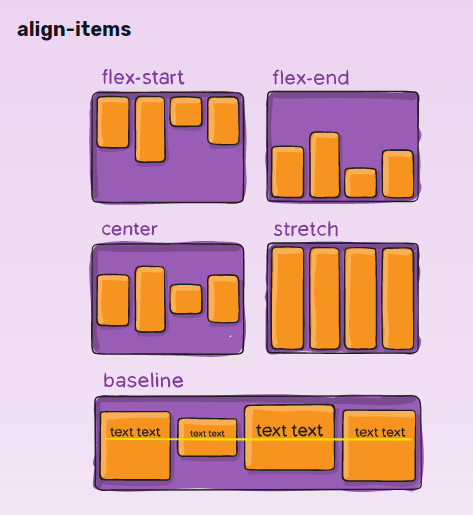 align-items
flex-start
flex-end
center
stretch
baseline
text text
text text
text text
text text